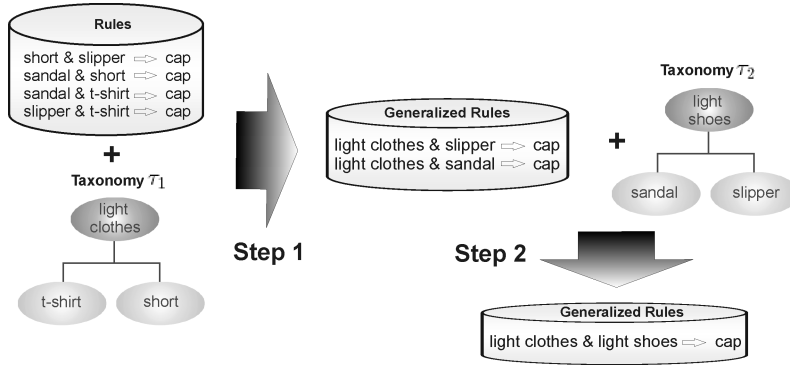 Rules
short & slipper ⇨ cap
sandal & short ⇨ cap
sandal & t-shirt ⇨ cap
slipper & t-shirt ⇨ cap
+
Taxonomy τ1
light
clothes
t-shirt
short
Step 1
Generalized Rules
light clothes & slipper ⇨ cap
light clothes & sandal ⇨ cap
+
Taxonomy τ2
light
shoes
sandal
slipper
Step 2
Generalized Rules
light clothes & light shoes ⇨ cap